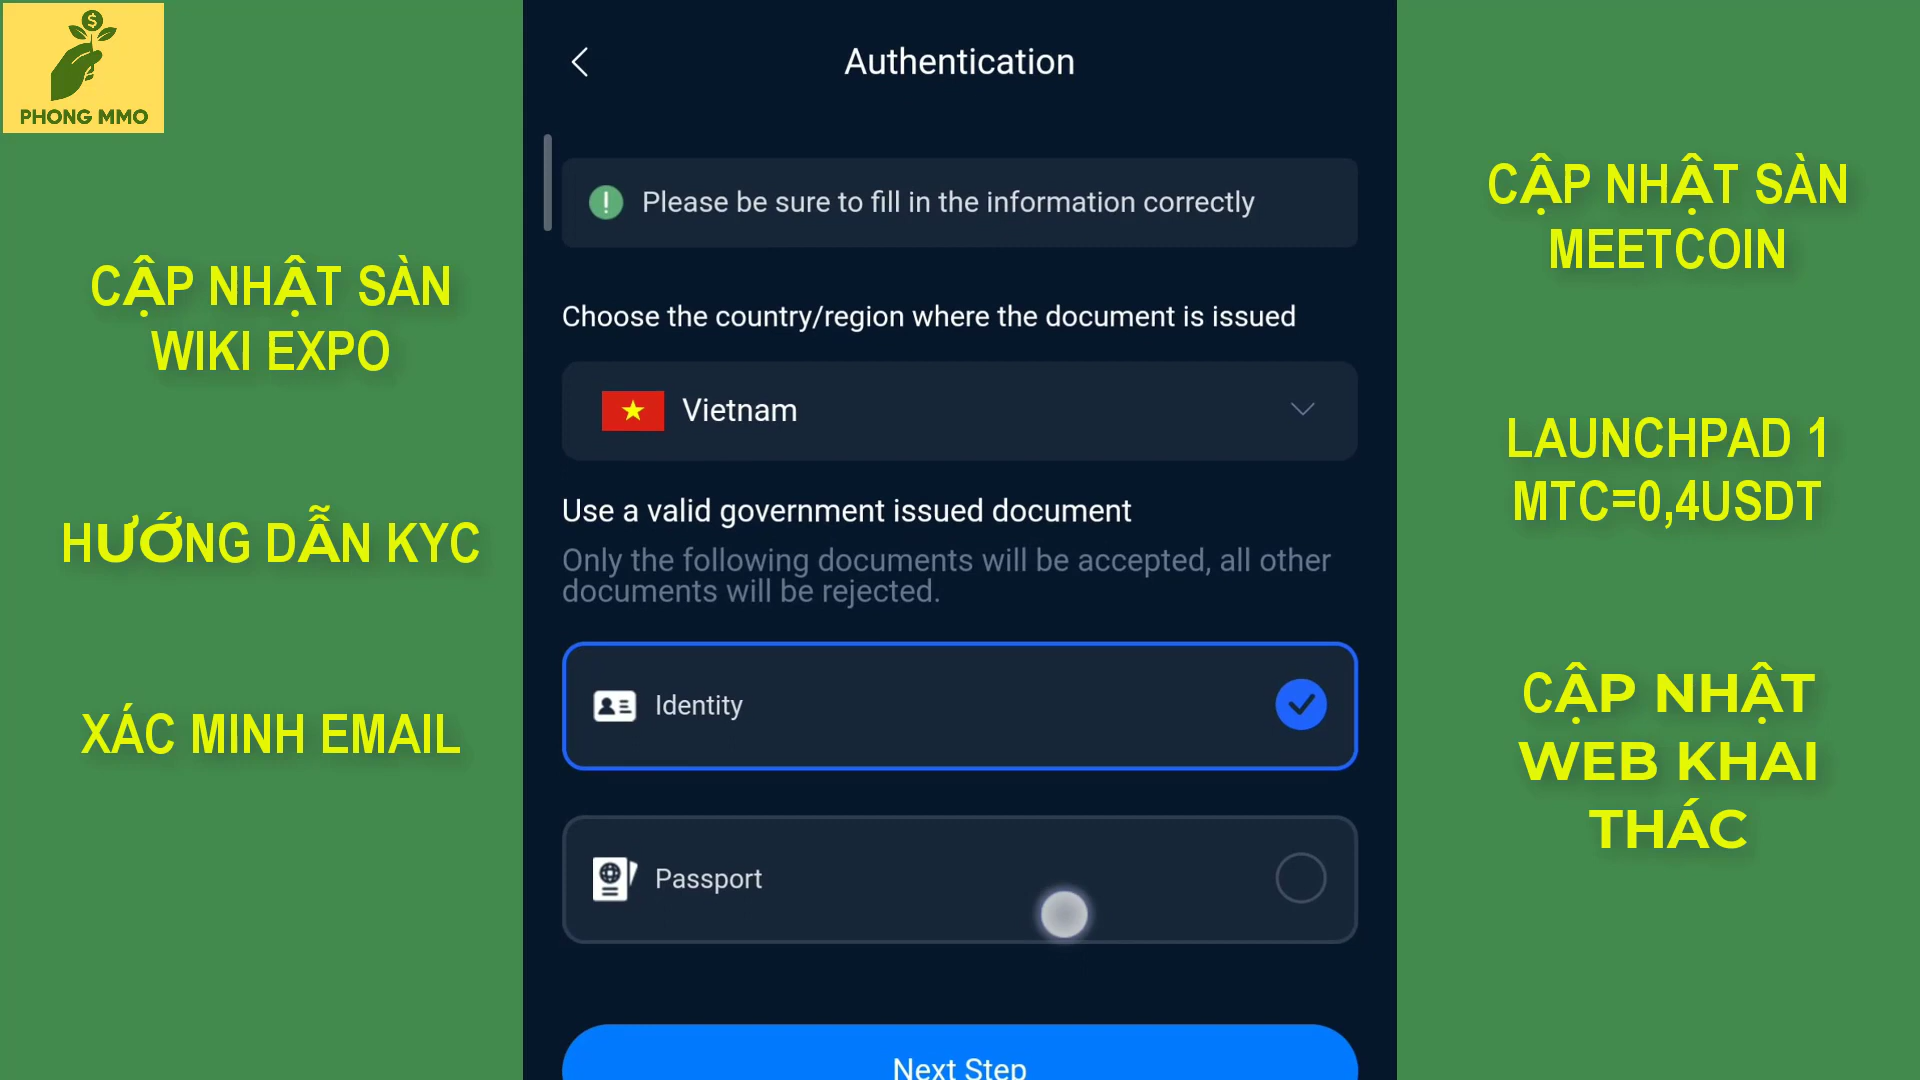 PHONG MMO
CẬP NHẬT SÀN
WIKI EXPO
HƯỚNG DẪN KYC
XÁC MINH EMAIL
Authentication
Please be sure to fill in the information correctly
Choose the country/region where the document is issued
Vietnam
Use a valid government issued document
Only the following documents will be accepted, all other
documents will be rejected.
Identity
Passport
Next Step
CẬP NHẬT SÀN
MEETCOIN
LAUNCHPAD 1
MTC=0,4USDT
CẬP NHẬT
WEB KHAI
THÁC